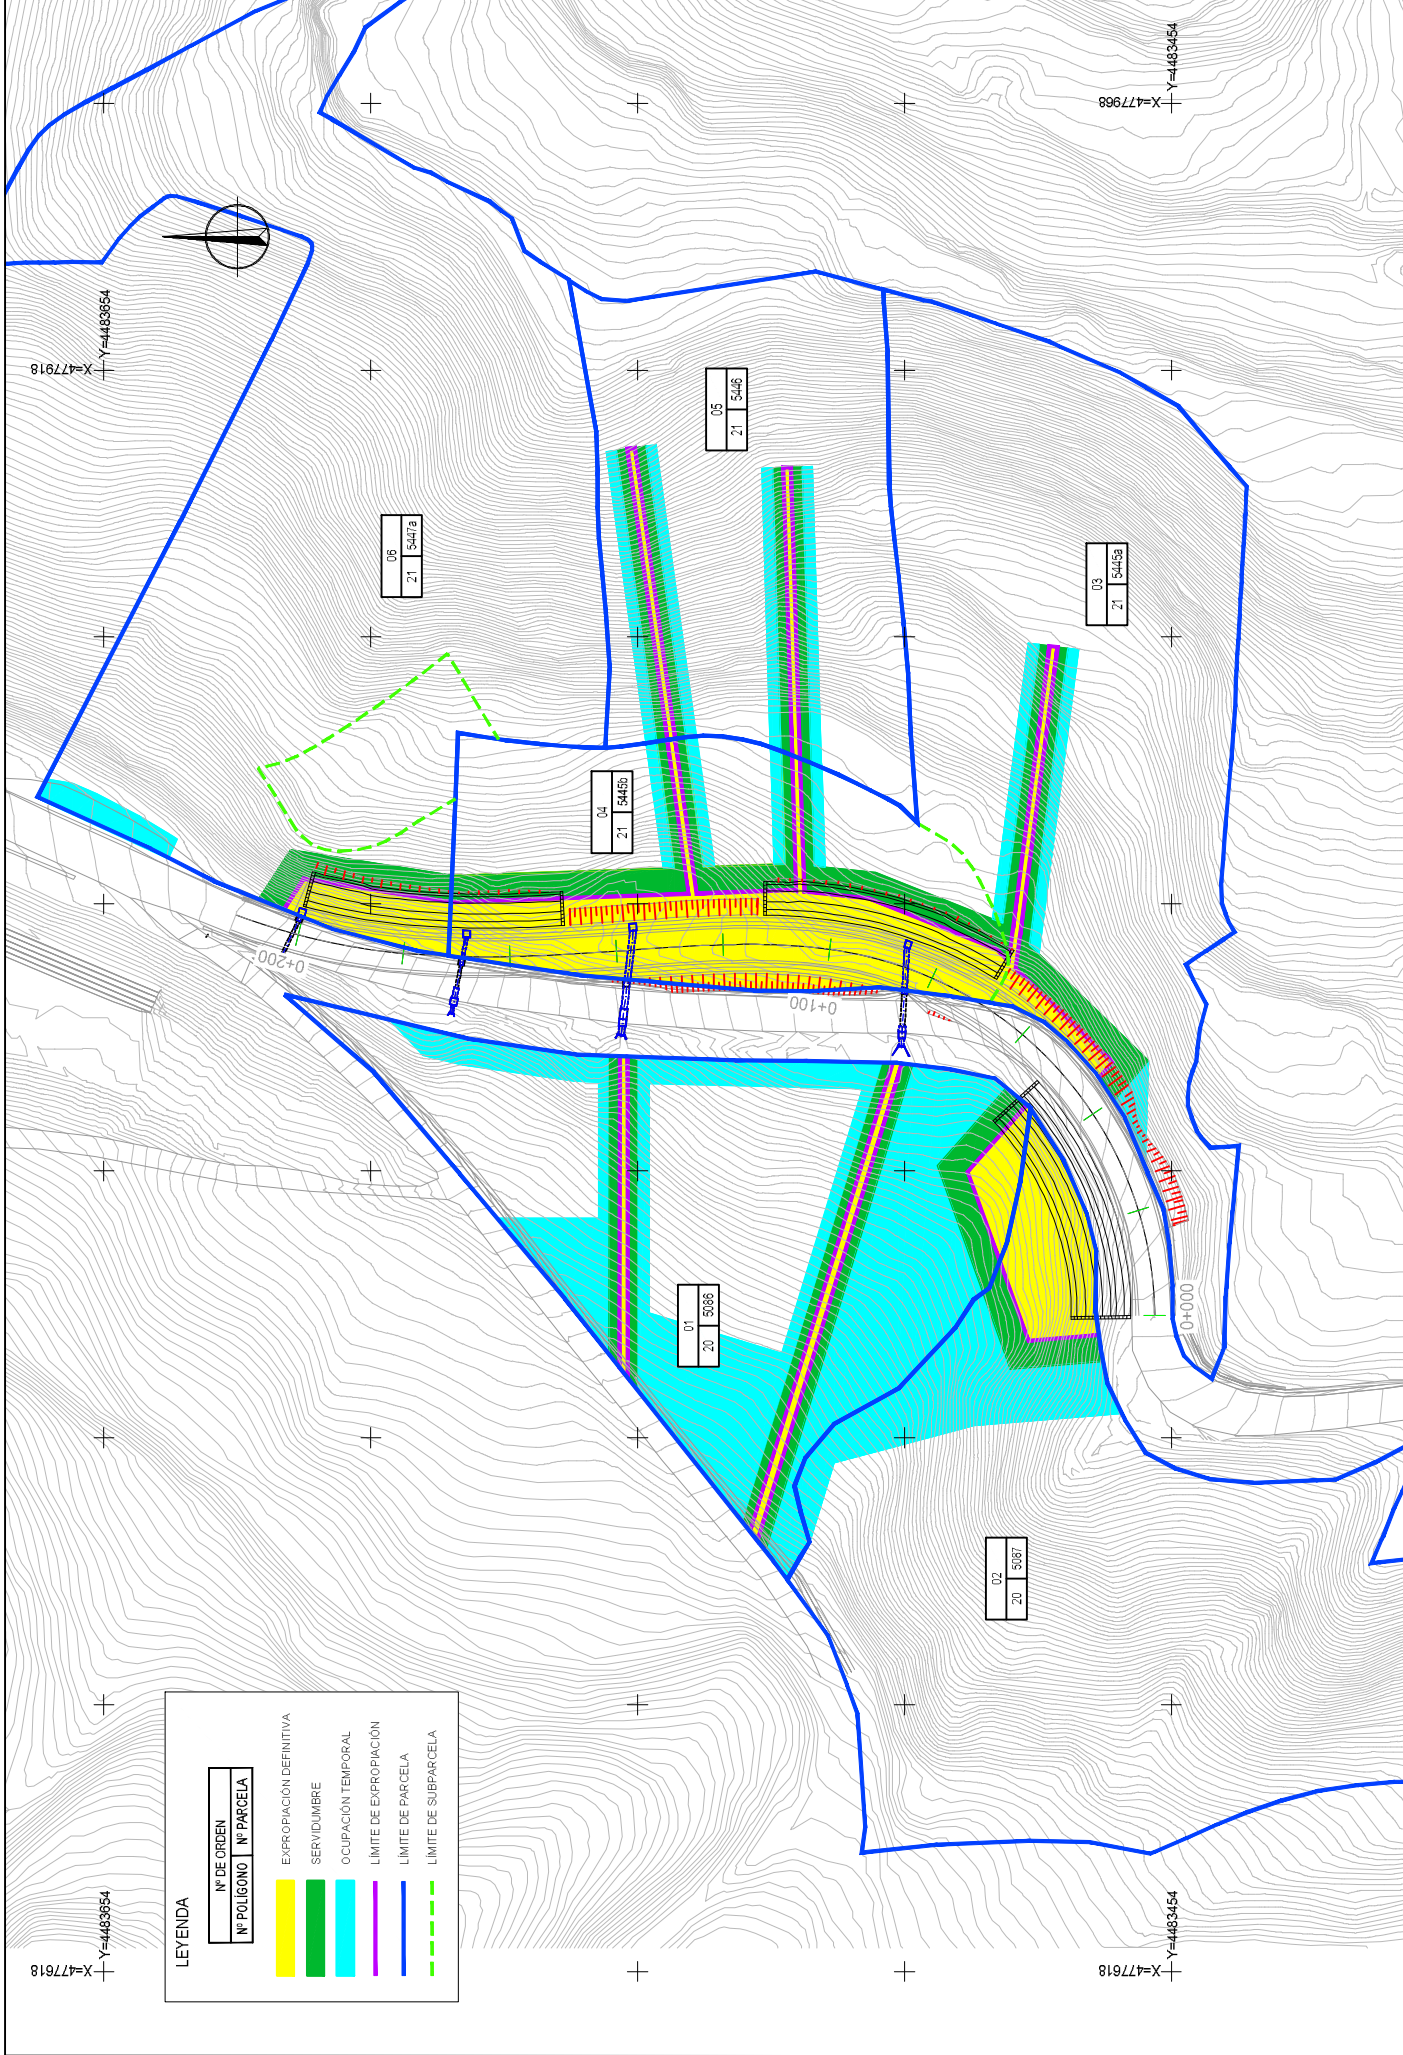 LEYENDA
Nº DE ORDEN
Nº POLÍGONO Nº PARCELA
EXPROPIACIÓN DEFINITIVA
SERVIDUMBRE
OCUPACIÓN TEMPORAL
LÍMITE DE EXPROPIACIÓN
LÍMITE DE PARCELA
LÍMITE DE SUBPARCELA
X=477618
Y=4483654
X=477918
Y=4483654
X=477618
Y=4483454
X=477968
Y=4483454
06
21 5447a
05
21 5446
04
21 5445b
03
21 5445a
01
20 5086
02
20 5087
0+200
0+100
0+000